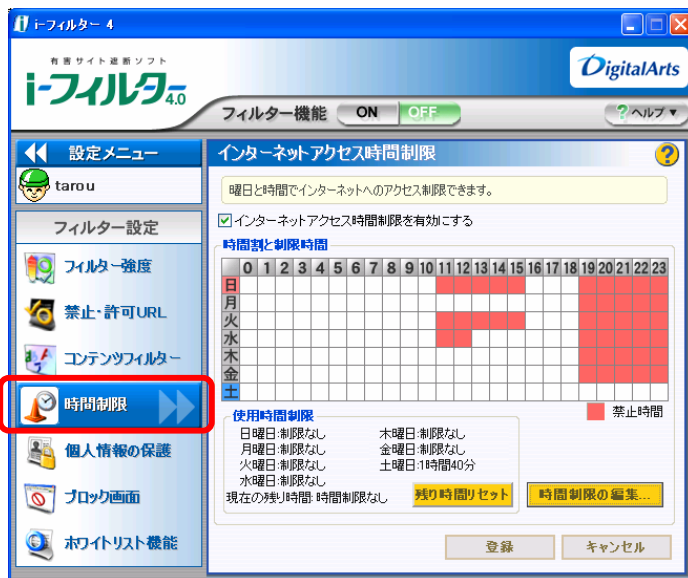 i-フィルター 4
有害サイト遮断ソフト
i-フィルター 4.0
DigitalArts
フィルター機能 ON OFF
? ヘルプ ▼
設定メニュー
tarou
フィルター設定
フィルター強度
禁止・許可URL
コンテンツフィルター
時間制限
個人情報の保護
ブロック画面
ホワイトリスト機能
インターネットアクセス時間制限
?
曜日と時間でインターネットへのアクセス制限できます。
インターネットアクセス時間制限を有効にする
時間割と制限時間
0 1 2 3 4 5 6 7 8 9 10 11 12 13 14 15 16 17 18 19 20 21 22 23
日
月
火
水
木
金
土
禁止時間
使用時間制限
日曜日:制限なし 木曜日:制限なし
月曜日:制限なし 金曜日:制限なし
火曜日:制限なし 土曜日:1時間40分
水曜日:制限なし
現在の残り時間: 時間制限なし
残り時間リセット
時間制限の編集...
登録
キャンセル